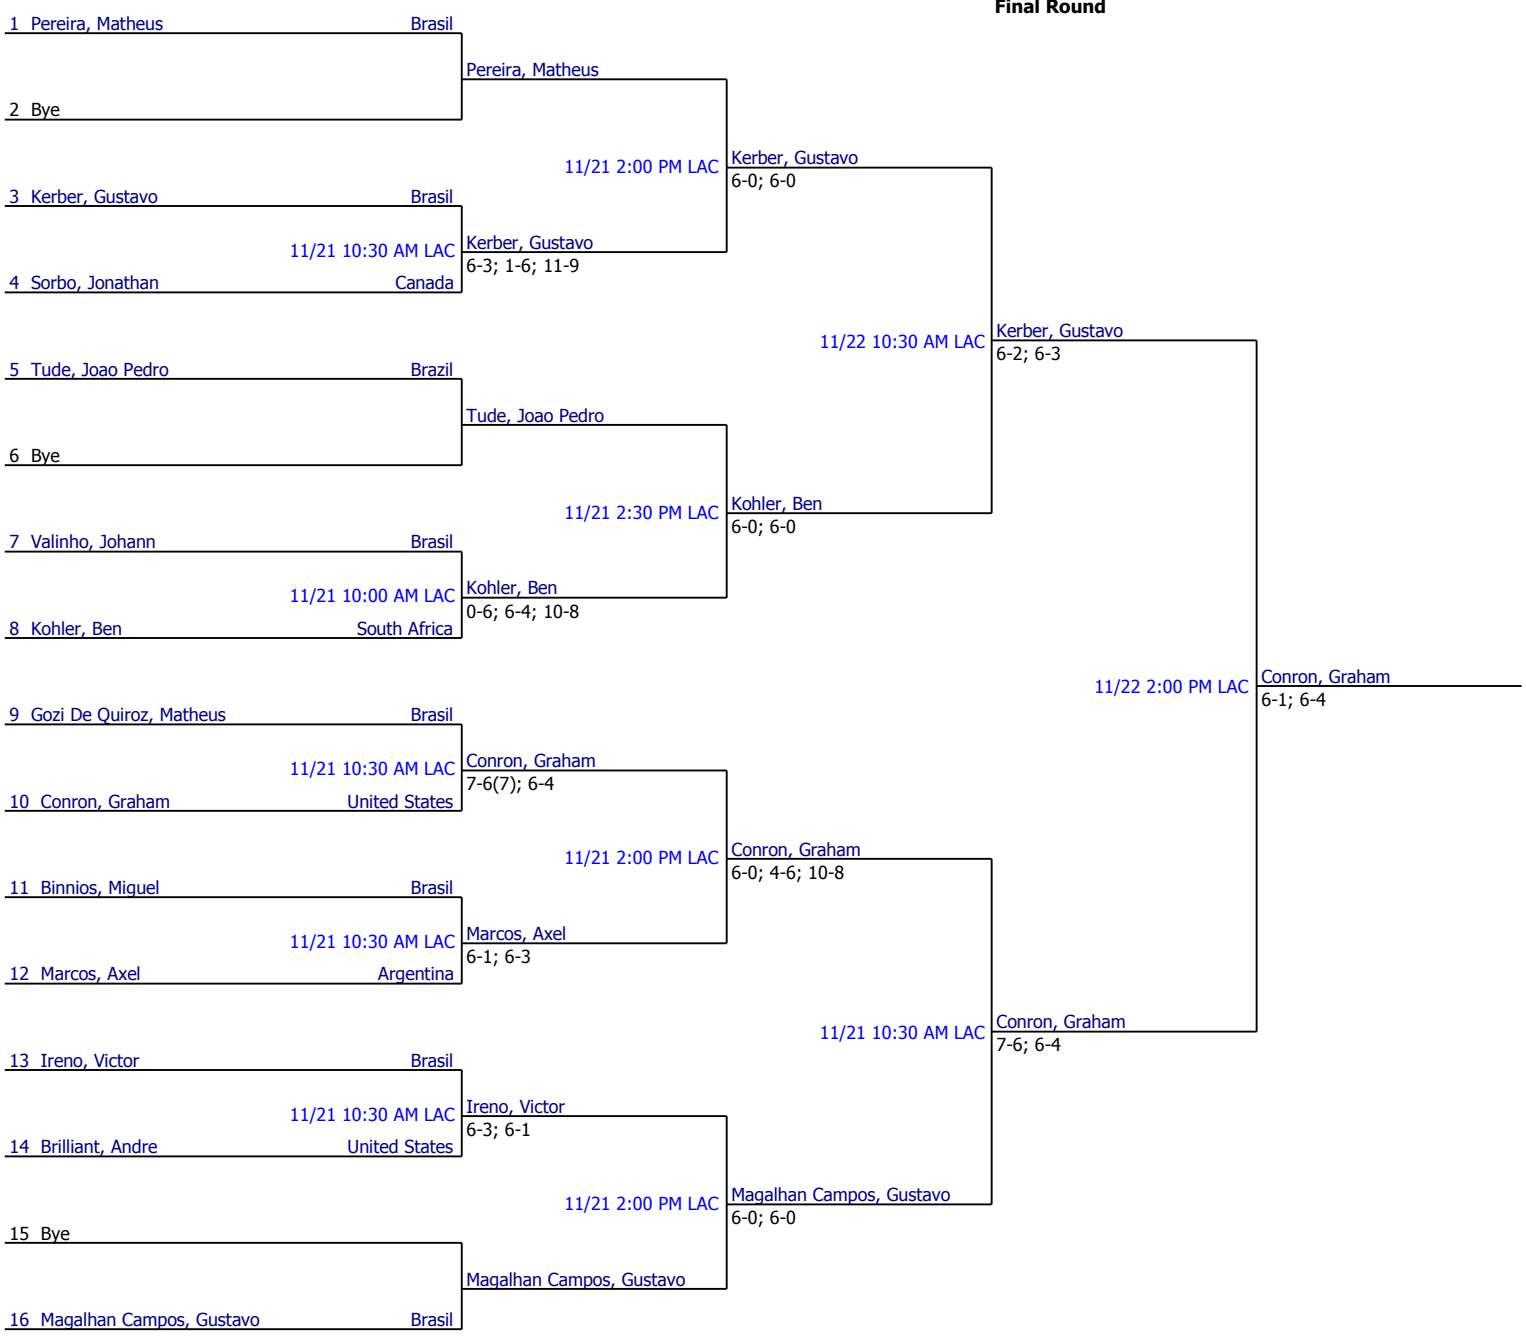 Final Round
1 Pereira, Matheus Brasil
Pereira, Matheus
2 Bye
11/21 2:00 PM LAC Kerber, Gustavo
6-0; 6-0
3 Kerber, Gustavo Brasil
11/21 10:30 AM LAC Kerber, Gustavo
6-3; 1-6; 11-9
4 Sorbo, Jonathan Canada
11/22 10:30 AM LAC Kerber, Gustavo
6-2; 6-3
5 Tude, Joao Pedro Brazil
Tude, Joao Pedro
6 Bye
11/21 2:30 PM LAC Kohler, Ben
6-0; 6-0
7 Valinho, Johann Brasil
11/21 10:00 AM LAC Kohler, Ben
0-6; 6-4; 10-8
8 Kohler, Ben South Africa
11/22 2:00 PM LAC Conron, Graham
6-1; 6-4
9 Gozi De Quiroz, Matheus Brasil
11/21 10:30 AM LAC Conron, Graham
7-6(7); 6-4
10 Conron, Graham United States
11/21 2:00 PM LAC Conron, Graham
6-0; 4-6; 10-8
11 Binnios, Miguel Brasil
11/21 10:30 AM LAC Marcos, Axel
6-1; 6-3
12 Marcos, Axel Argentina
11/21 10:30 AM LAC Conron, Graham
7-6; 6-4
13 Ireno, Victor Brasil
11/21 10:30 AM LAC Ireno, Victor
6-3; 6-1
14 Brilliant, Andre United States
11/21 2:00 PM LAC Magalhan Campos, Gustavo
6-0; 6-0
15 Bye
Magalhan Campos, Gustavo
16 Magalhan Campos, Gustavo Brasil